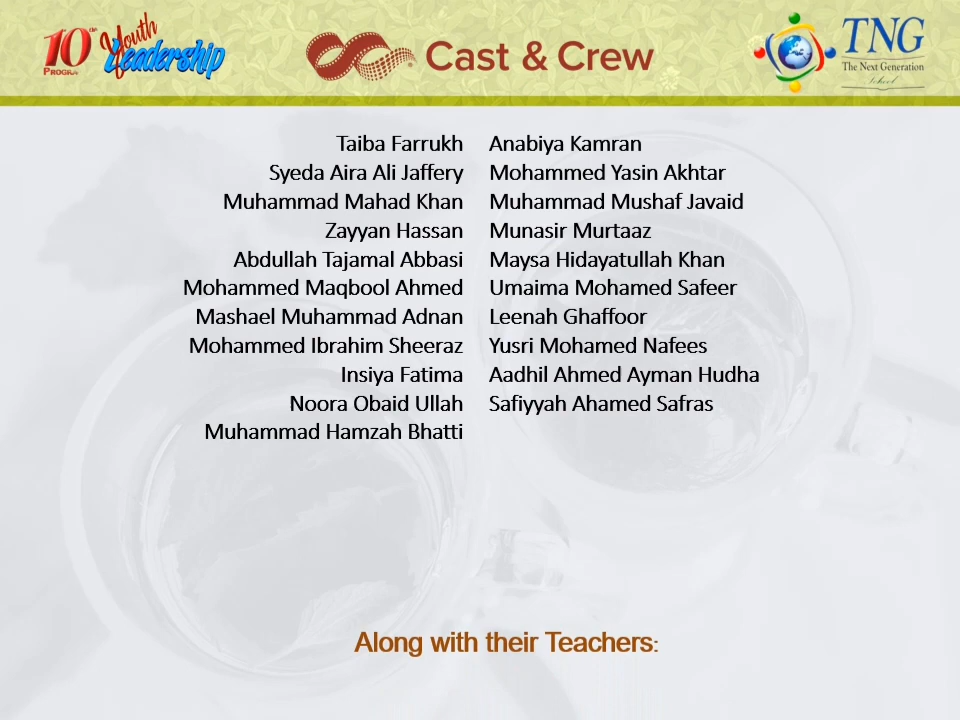 10th Youth
Leadership
PROGRAM
Cast & Crew
TNG
The Next Generation
School
Taiba Farrukh
Syeda Aira Ali Jaffery
Muhammad Mahad Khan
Zayyan Hassan
Abdullah Tajamal Abbasi
Mohammed Maqbool Ahmed
Mashael Muhammad Adnan
Mohammed Ibrahim Sheeraz
Insiya Fatima
Noora Obaid Ullah
Muhammad Hamzah Bhatti
Anabiya Kamran
Mohammed Yasin Akhtar
Muhammad Mushaf Javaid
Munasir Murtaaz
Maysa Hidayatullah Khan
Umaima Mohamed Safeer
Leenah Ghaffoor
Yusri Mohamed Nafees
Aadhil Ahmed Ayman Hudha
Safiyyah Ahamed Safras
Along with their Teachers: